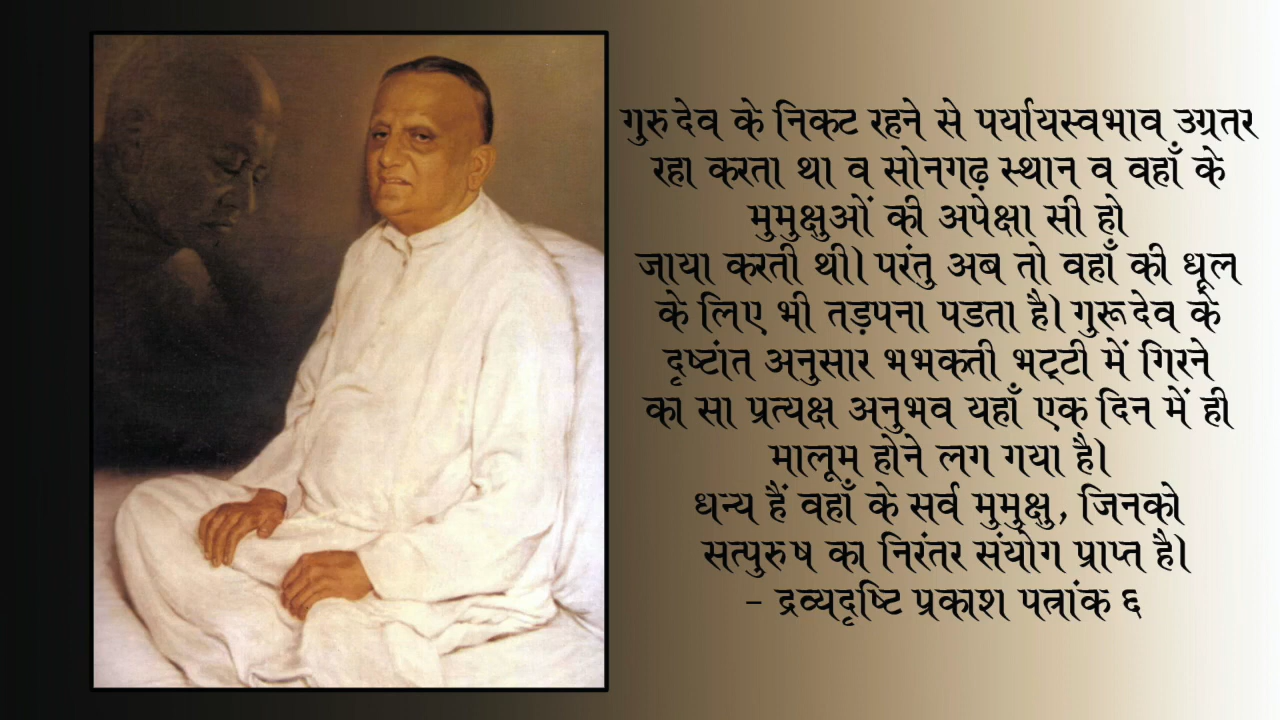 गुरुदेव के निकट रहने से पर्यायस्वभाव उग्रतर
रहा करता था व सोनगढ़ स्थान व वहाँ के
मुमुक्षुओं की अपेक्षा सी हो
जाया करती थी। परंतु अब तो वहाँ की धूल
के लिए भी तड़पना पडता है। गुरूदेव के
दृष्टांत अनुसार भभकती भट्टी में गिरने
का सा प्रत्यक्ष अनुभव यहाँ एक दिन में ही
मालूम होने लग गया है।
धन्य हैं वहाँ के सर्व मुमुक्षु, जिनको
सत्पुरुष का निरंतर संयोग प्राप्त है।
- द्रव्यदृष्टि प्रकाश पत्रांक ६